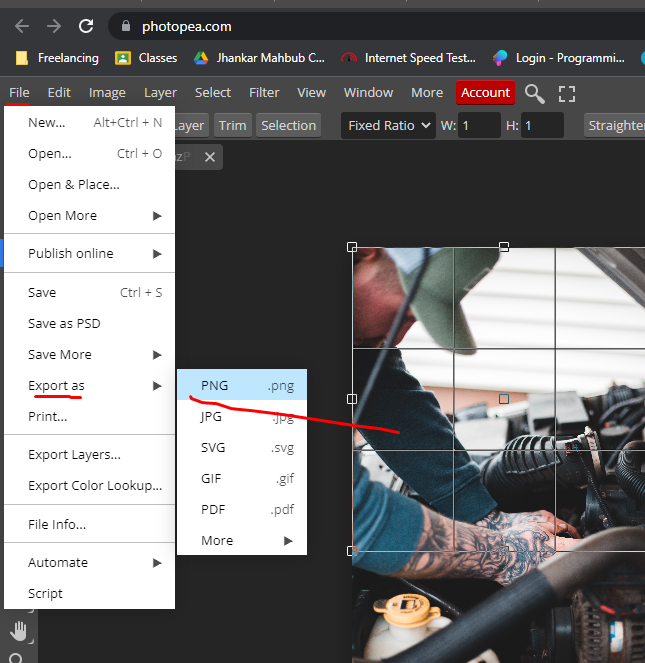 photopea.com
Freelancing Classes Jhankar Mahbub C... Internet Speed Test... Login - Programmi...
File Edit Image Layer Select Filter View Window More Account
Layer Trim Selection Fixed Ratio W: 1 H: 1 Straighten
New... Alt+Ctrl + N
Open... Ctrl + O
Open & Place...
Open More
Publish online
Save Ctrl + S
Save as PSD
Save More
Export as
PNG .png
JPG .jpg
SVG .svg
GIF .gif
PDF .pdf
More
Print...
Export Layers...
Export Color Lookup...
File Info...
Automate
Script